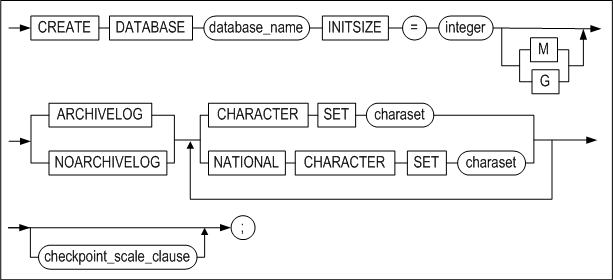 CREATE DATABASE database_name INITSIZE = integer M
G
ARCHIVELOG CHARACTER SET charaset
NOARCHIVELOG NATIONAL CHARACTER SET charaset
;
checkpoint_scale_clause